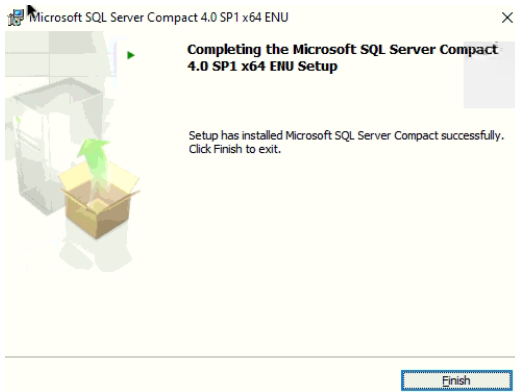 Microsoft SQL Server Compact 4.0 SP1 x64 ENU
Completing the Microsoft SQL Server Compact
4.0 SP1 x64 ENU Setup
Setup has installed Microsoft SQL Server Compact successfully.
Click Finish to exit.
Finish